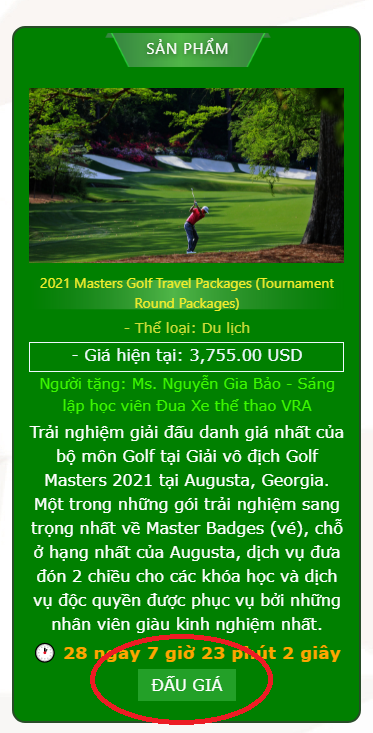 SẢN PHẨM
2021 Masters Golf Travel Packages (Tournament
Round Packages)
- Thể loại: Du lịch
- Giá hiện tại: 3,755.00 USD
Người tặng: Ms. Nguyễn Gia Bảo - Sáng
lập học viên Đua Xe thể thao VRA
Trải nghiệm giải đấu danh giá nhất của
bộ môn Golf tại Giải vô địch Golf
Masters 2021 tại Augusta, Georgia.
Một trong những gói trải nghiệm sang
trọng nhất về Master Badges (vé), chỗ
ở hạng nhất của Augusta, dịch vụ đưa
đón 2 chiều cho các khóa học và dịch
vụ độc quyền được phục vụ bởi những
nhân viên giàu kinh nghiệm nhất.
28 ngày 7 giờ 23 phút 2 giây
ĐẤU GIÁ